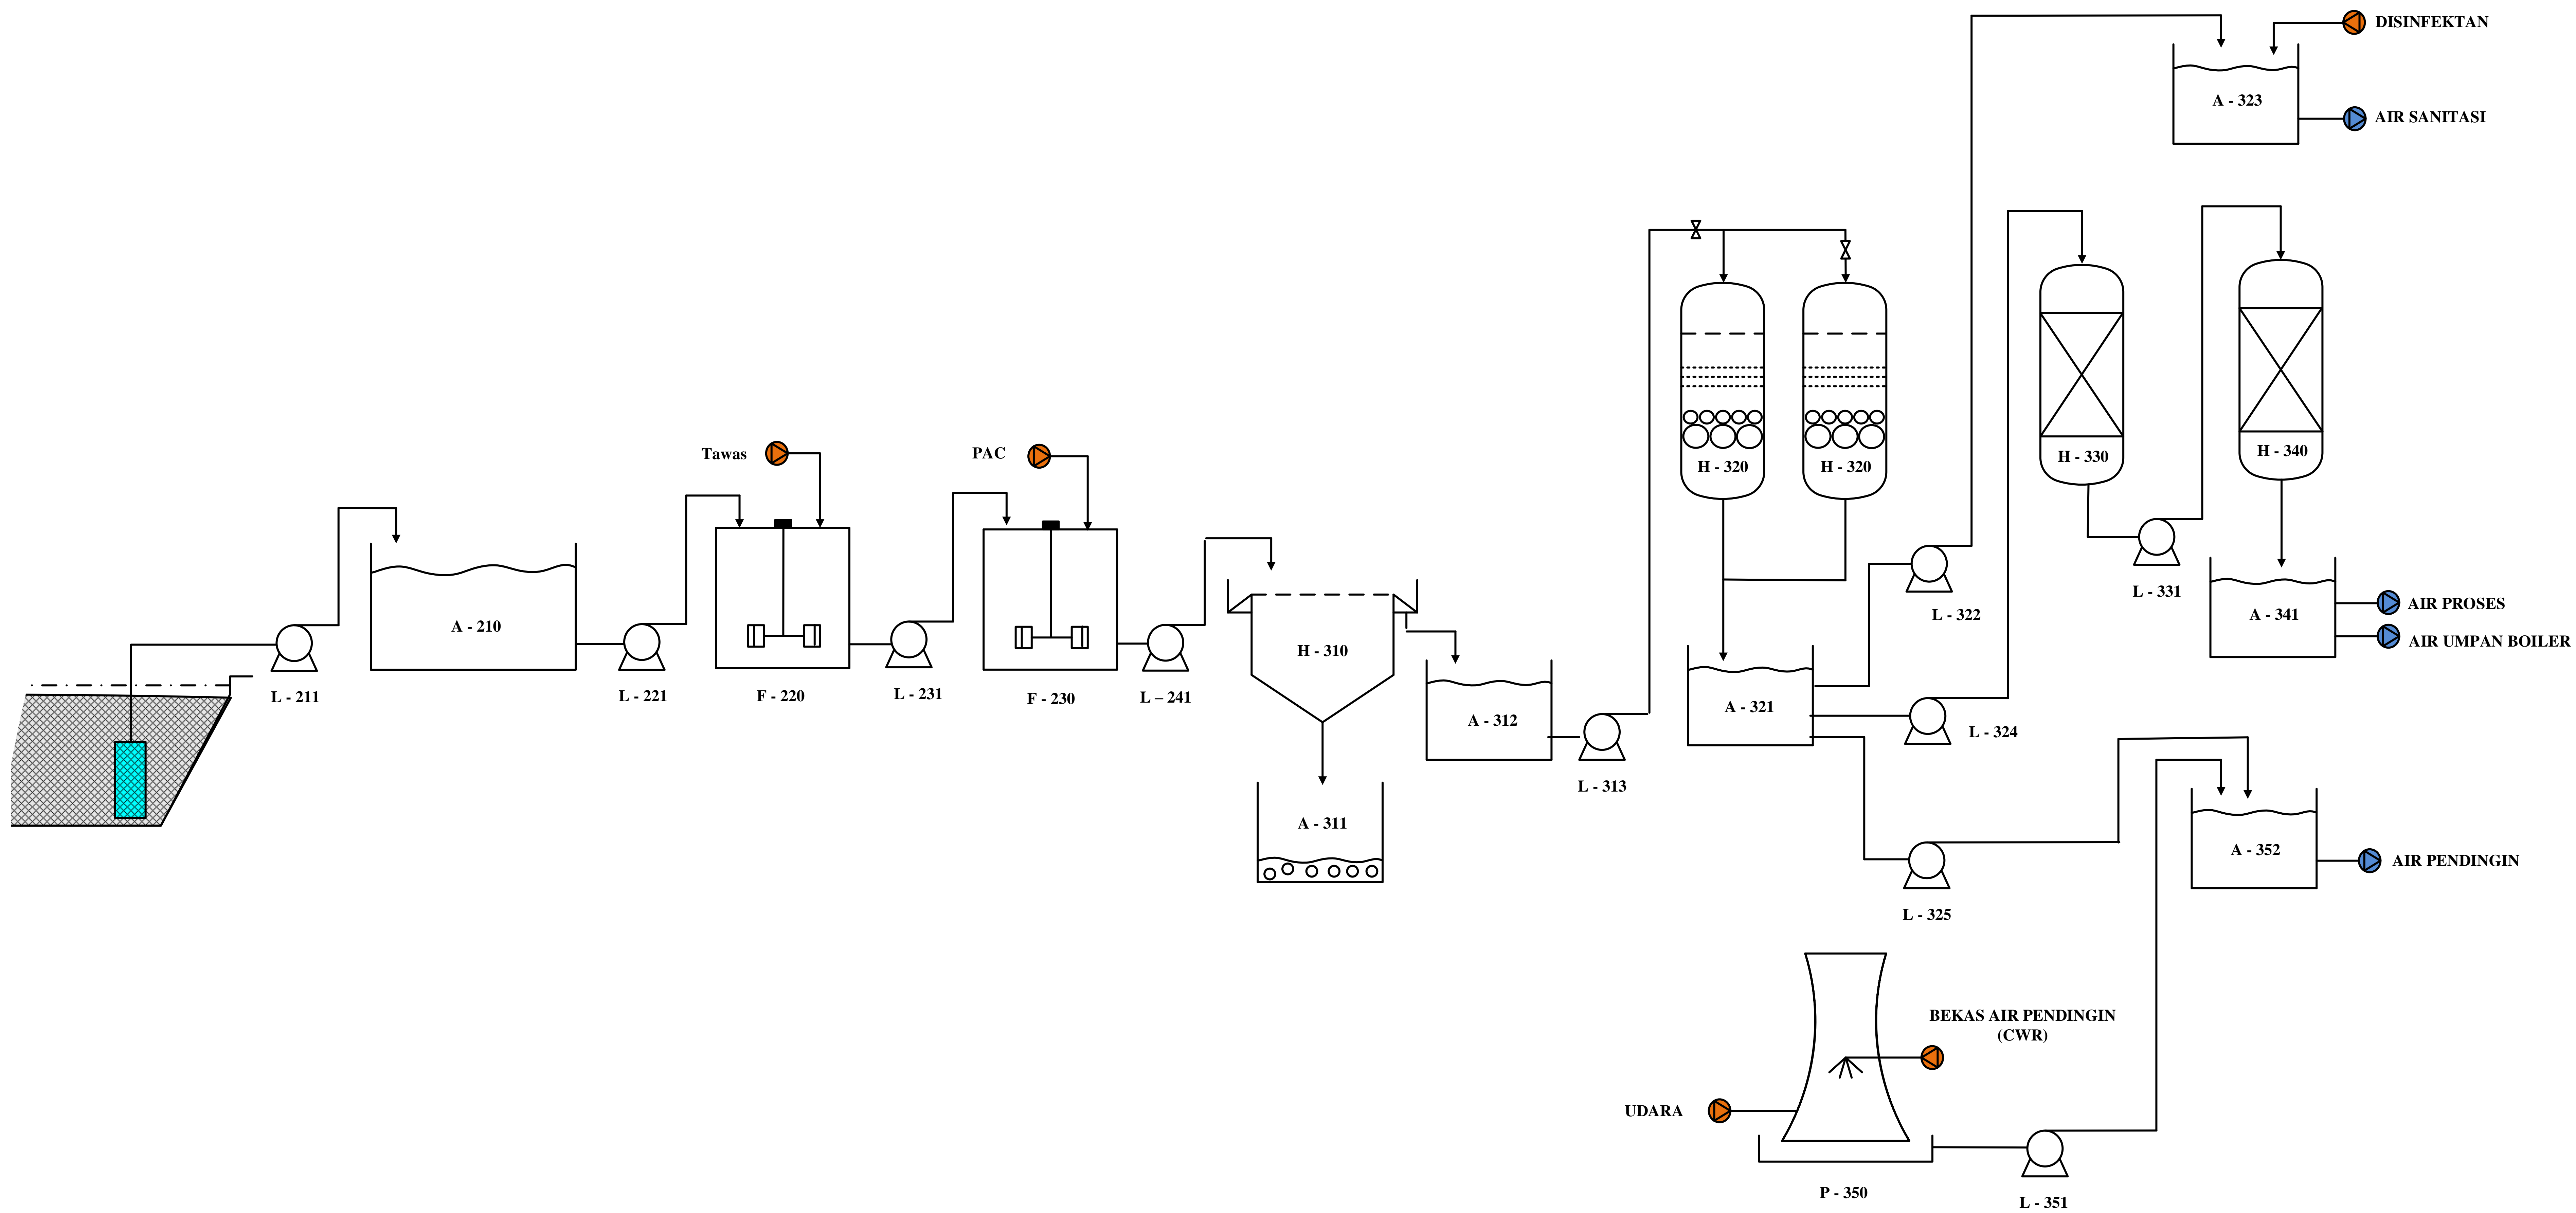 DISINFEKTAN
A - 323
AIR SANITASI
Tawas
PAC
H - 320
H - 320
H - 330
H - 340
L - 322
L - 331
AIR PROSES
A - 341
AIR UMPAN BOILER
A - 210
H - 310
L - 211
L - 221
F - 220
L - 231
F - 230
L – 241
A - 312
A - 321
L - 324
L - 313
A - 311
A - 352
AIR PENDINGIN
L - 325
BEKAS AIR PENDINGIN
(CWR)
UDARA
P - 350
L - 351